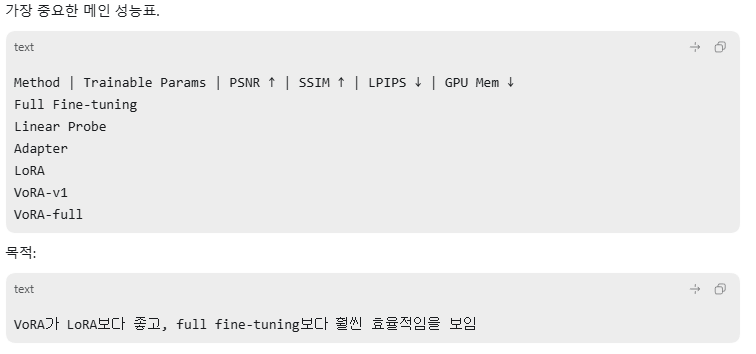 가장 중요한 메인 성능표.
text
Method | Trainable Params | PSNR ↑ | SSIM ↑ | LPIPS ↓ | GPU Mem ↓
Full Fine-tuning
Linear Probe
Adapter
LoRA
VoRA-v1
VoRA-full
목적:
text
VoRA가 LoRA보다 좋고, full fine-tuning보다 훨씬 효율적임을 보임